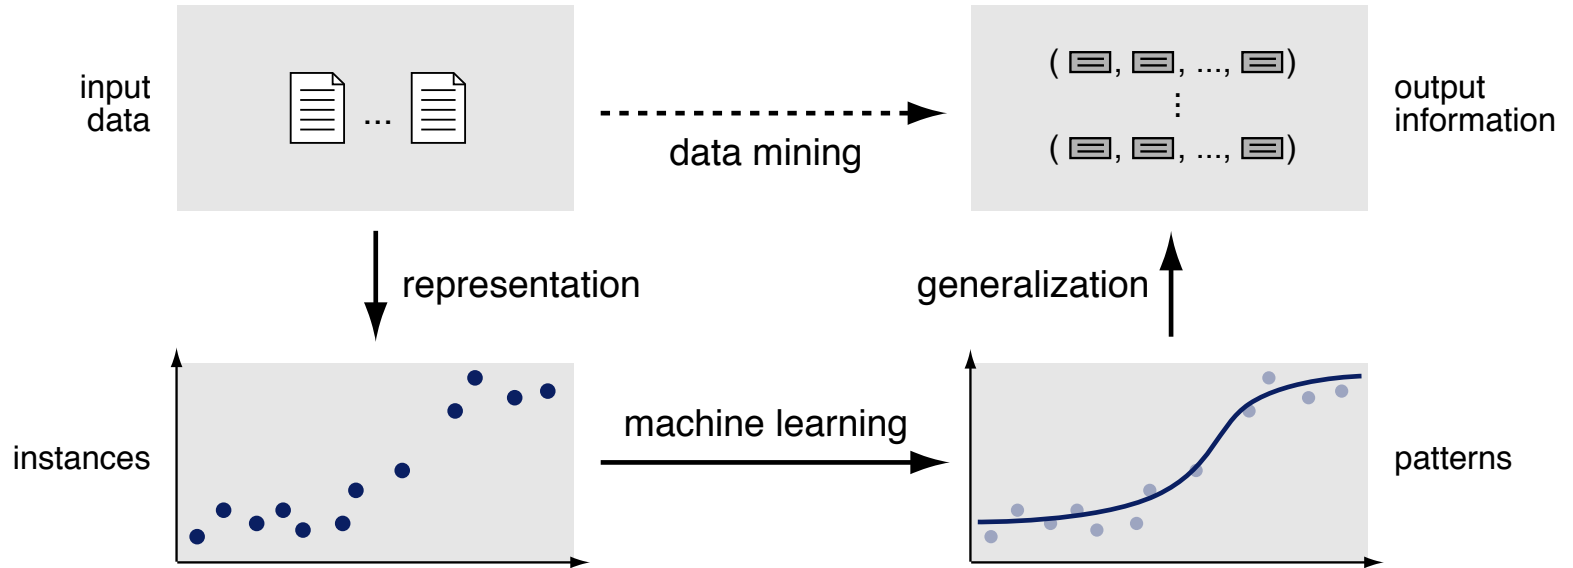 input
data
...
data mining
( , , ..., )
⋮
( , , ..., )
output
information
representation
generalization
instances
machine learning
patterns